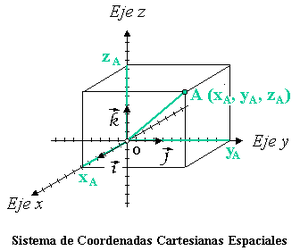 Eje z
z_A
A (x_A, y_A, z_A)
k
o
i
j
y_A
Eje y
x_A
Eje x
Sistema de Coordenadas Cartesianas Espaciales